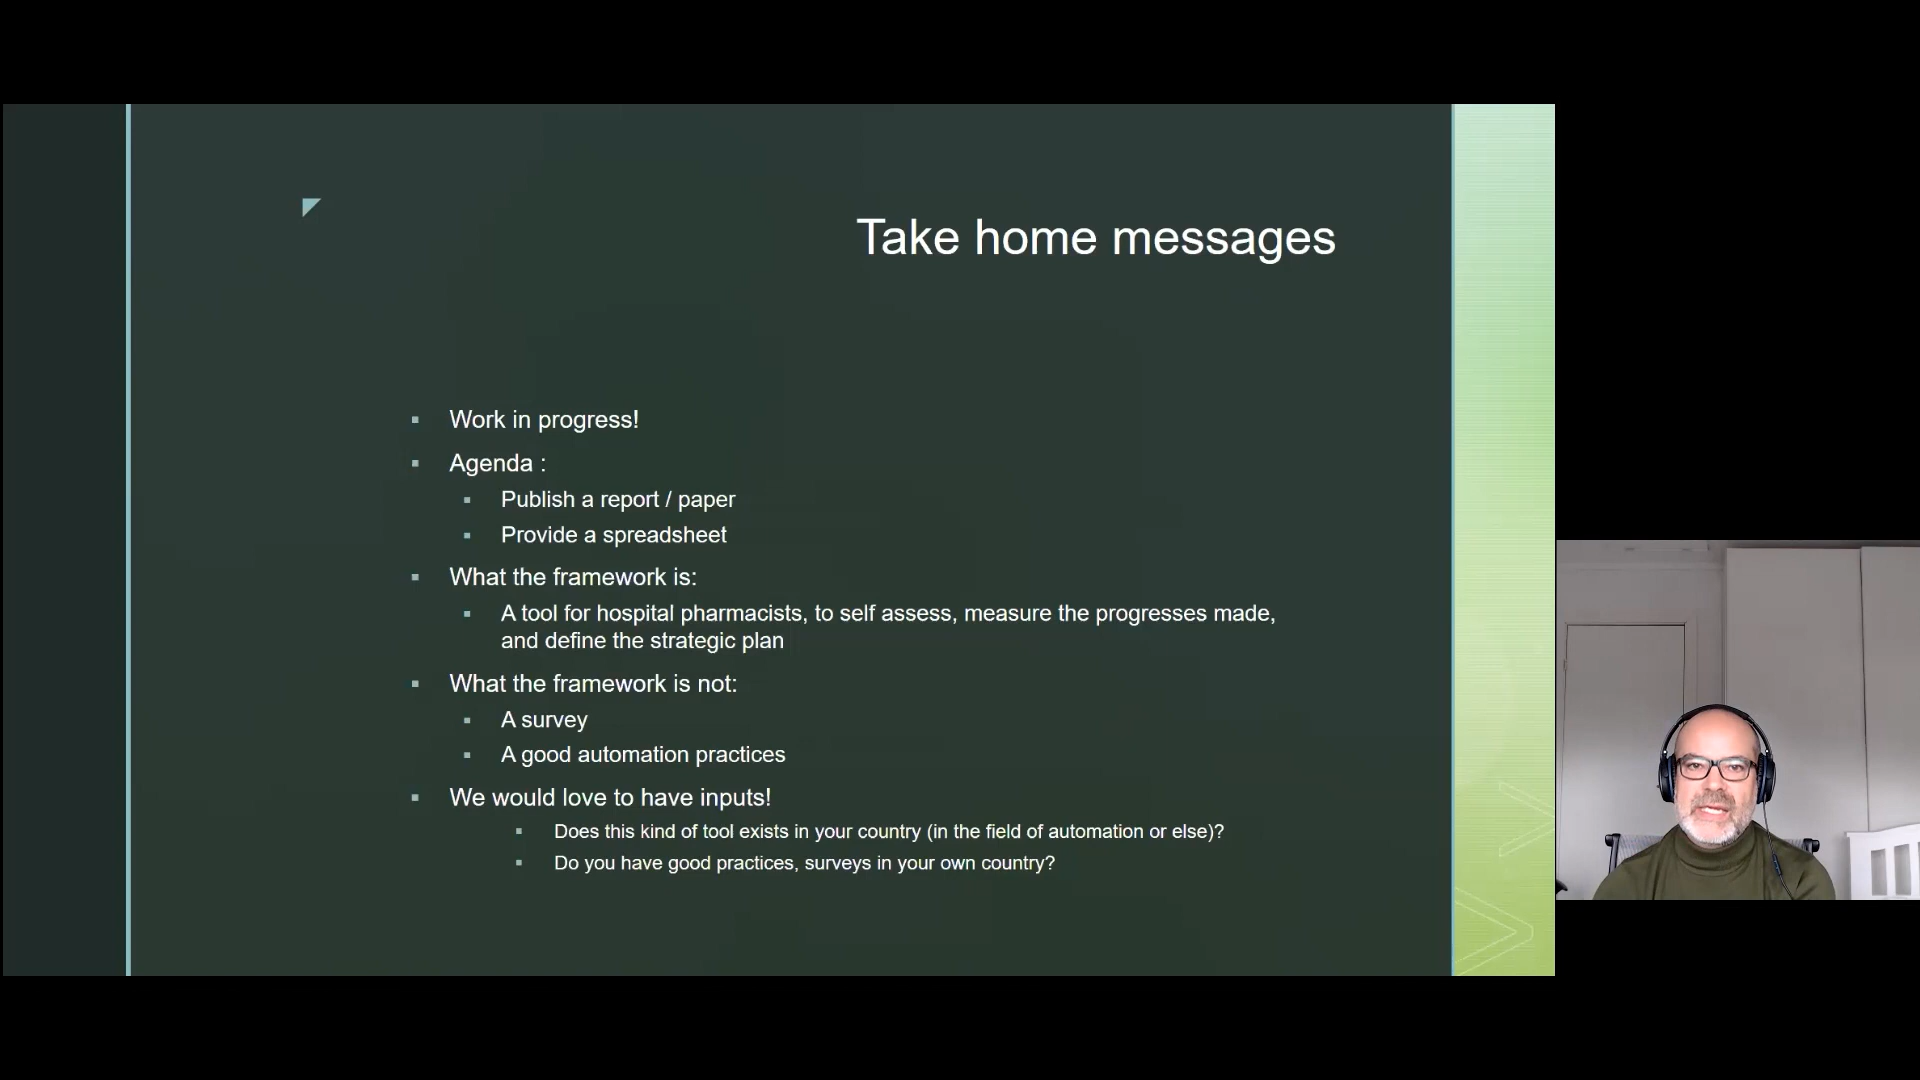 Take home messages
Work in progress!
Agenda :
Publish a report / paper
Provide a spreadsheet
What the framework is:
A tool for hospital pharmacists, to self assess, measure the progresses made,
and define the strategic plan
What the framework is not:
A survey
A good automation practices
We would love to have inputs!
Does this kind of tool exists in your country (in the field of automation or else)?
Do you have good practices, surveys in your own country?